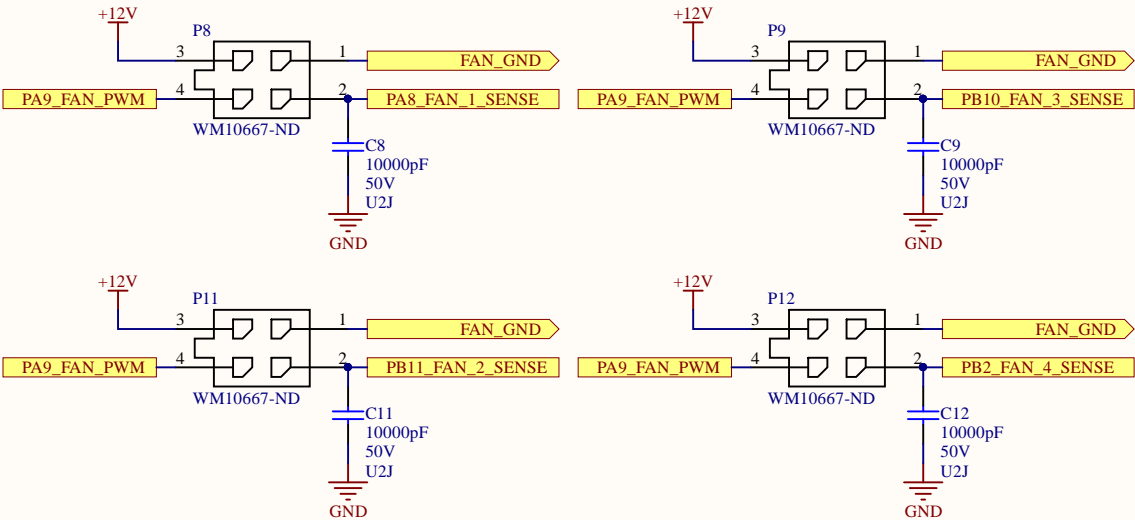 +12V
P8
3
1
FAN_GND
PA9_FAN_PWM
4
2
PA8_FAN_1_SENSE
WM10667-ND
C8
10000pF
50V
U2J
GND
+12V
P9
3
1
FAN_GND
PA9_FAN_PWM
4
2
PB10_FAN_3_SENSE
WM10667-ND
C9
10000pF
50V
U2J
GND
+12V
P11
3
1
FAN_GND
PA9_FAN_PWM
4
2
PB11_FAN_2_SENSE
WM10667-ND
C11
10000pF
50V
U2J
GND
+12V
P12
3
1
FAN_GND
PA9_FAN_PWM
4
2
PB2_FAN_4_SENSE
WM10667-ND
C12
10000pF
50V
U2J
GND